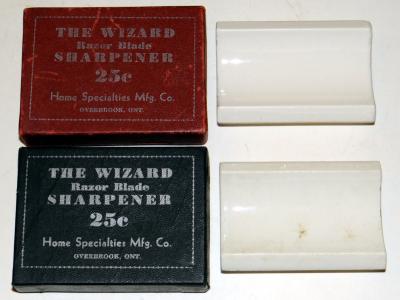 THE WIZARD
Razor Blade
SHARPENER
25c
Home Specialties Mfg. Co.
OVERBROOK, ONT.
THE WIZARD
Razor Blade
SHARPENER
25c
Home Specialties Mfg. Co.
OVERBROOK, ONT.